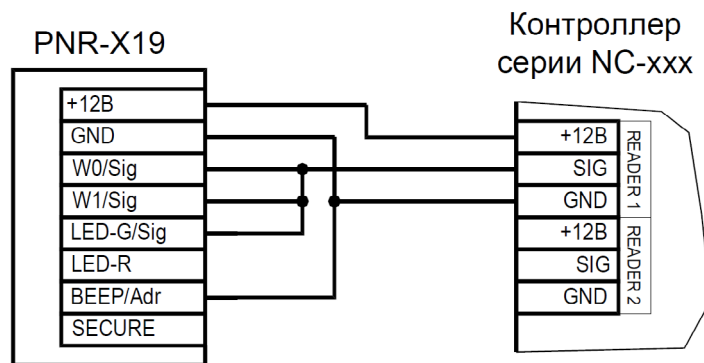 PNR-X19
Контроллер
серии NC-xxx
+12В
GND
W0/Sig
W1/Sig
LED-G/Sig
LED-R
BEEP/Adr
SECURE
+12В
SIG
GND
READER 1
+12В
SIG
GND
READER 2